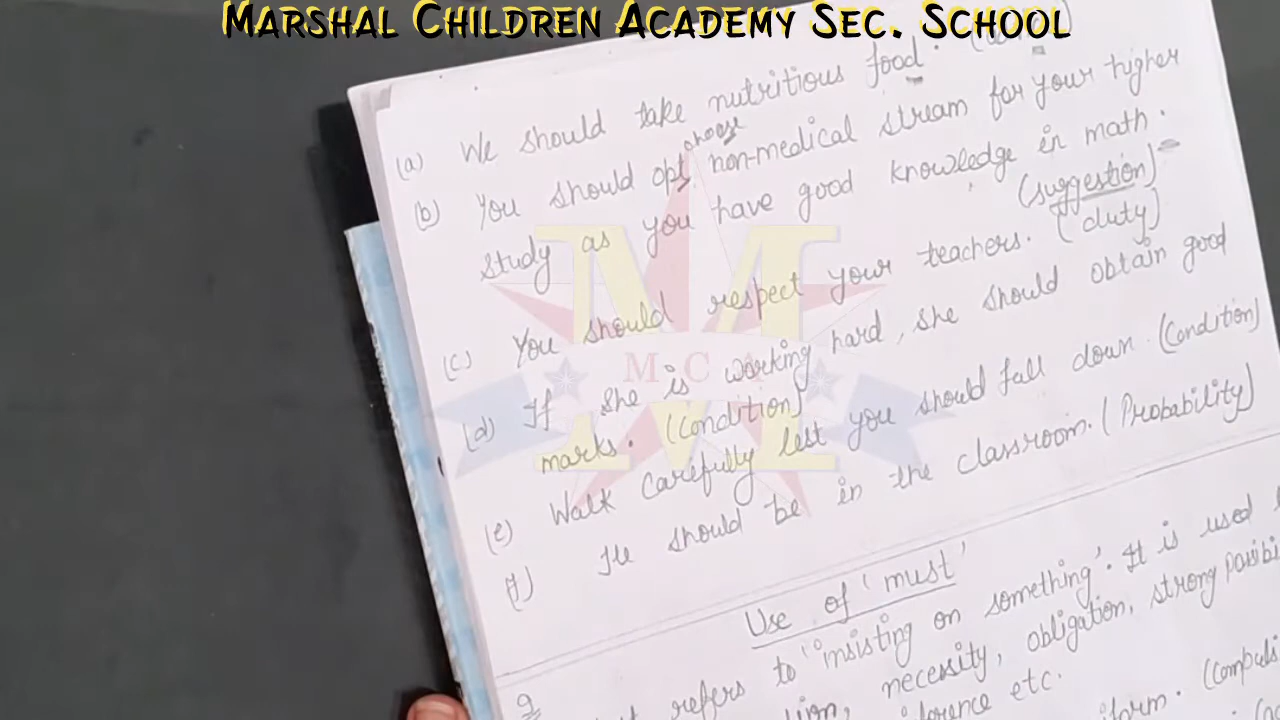 MARSHAL CHILDREN ACADEMY SEC. SCHOOL
(a) We should take nutritious food.
choose
(b) You should opt non-medical stream for your higher
study as you have good knowledge in math.
(suggestion)
(c) You should respect your teachers. (duty)
(d) If she is working hard, she should obtain good
marks. (Condition)
(e) Walk carefully lest you should fall down. (Condition)
(f) He should be in the classroom. (Probability)
Use of 'must'
refers to 'insisting on something'. It is used
necessity, obligation, strong
etc.
M C A